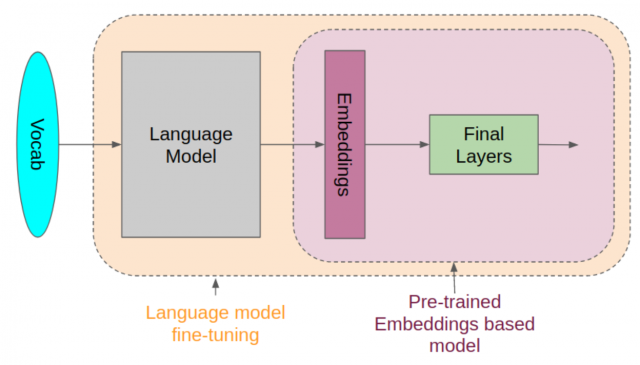 Vocab
Language
Model
Embeddings
Final
Layers
Language model
fine-tuning
Pre-trained
Embeddings based
model